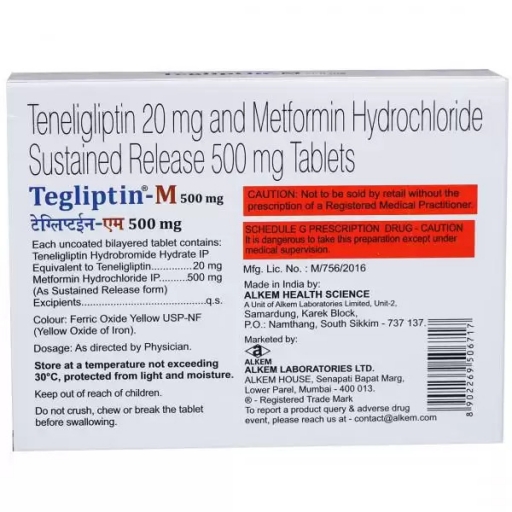 Tegliptin-M
Teneligliptin 20 mg and Metformin Hydrochloride
Sustained Release 500 mg Tablets
Tegliptin®-M 500 mg
टेग्लिप्टीन-एम 500 mg
Each uncoated bilayered tablet contains:
Teneligliptin Hydrobromide Hydrate IP
Equivalent to Teneligliptin...............20 mg
Metformin Hydrochloride IP.........500 mg
(As Sustained Release form)
Excipients.........................................q.s.
Colour: Ferric Oxide Yellow USP-NF
(Yellow Oxide of Iron).
Dosage: As directed by Physician.
Store at a temperature not exceeding
30°C, protected from light and moisture.
Keep out of reach of children.
Do not crush, chew or break the tablet
before swallowing.
CAUTION: Not to be sold by retail without the
prescription of a Registered Medical Practitioner.
SCHEDULE G PRESCRIPTION DRUG - CAUTION
It is dangerous to take this preparation except under
medical supervision.
Mfg. Lic. No. : M/756/2016
Made in India by:
ALKEM HEALTH SCIENCE
A Unit of Alkem Laboratories Limited, Unit-2,
Samardung, Karek Block,
P.O.: Namthang, South Sikkim - 737 137.
Marketed by:
ALKEM
ALKEM LABORATORIES LTD.
ALKEM HOUSE, Senapati Bapat Marg,
Lower Parel, Mumbai - 400 013.
® - Registered Trade Mark
To report a product query & adverse drug
event, please reach us at - contact@alkem.com
8 902269 506717